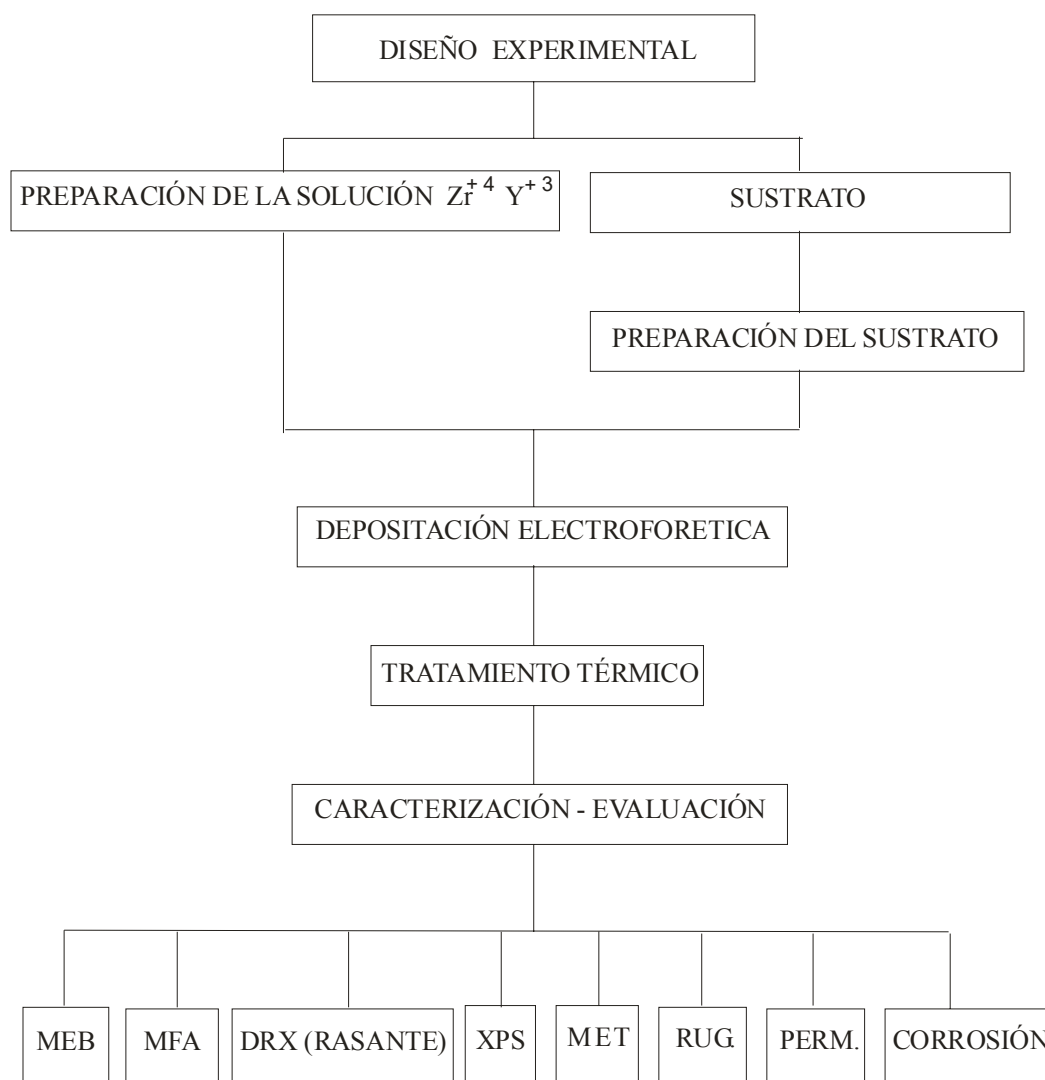 DISEÑO EXPERIMENTAL
PREPARACIÓN DE LA SOLUCIÓN Zr+4 Y+3
SUSTRATO
PREPARACIÓN DEL SUSTRATO
DEPOSITACIÓN ELECTROFORETICA
TRATAMIENTO TÉRMICO
CARACTERIZACIÓN - EVALUACIÓN
MEB
MFA
DRX (RASANTE)
XPS
MET
RUG.
PERM.
CORROSIÓN